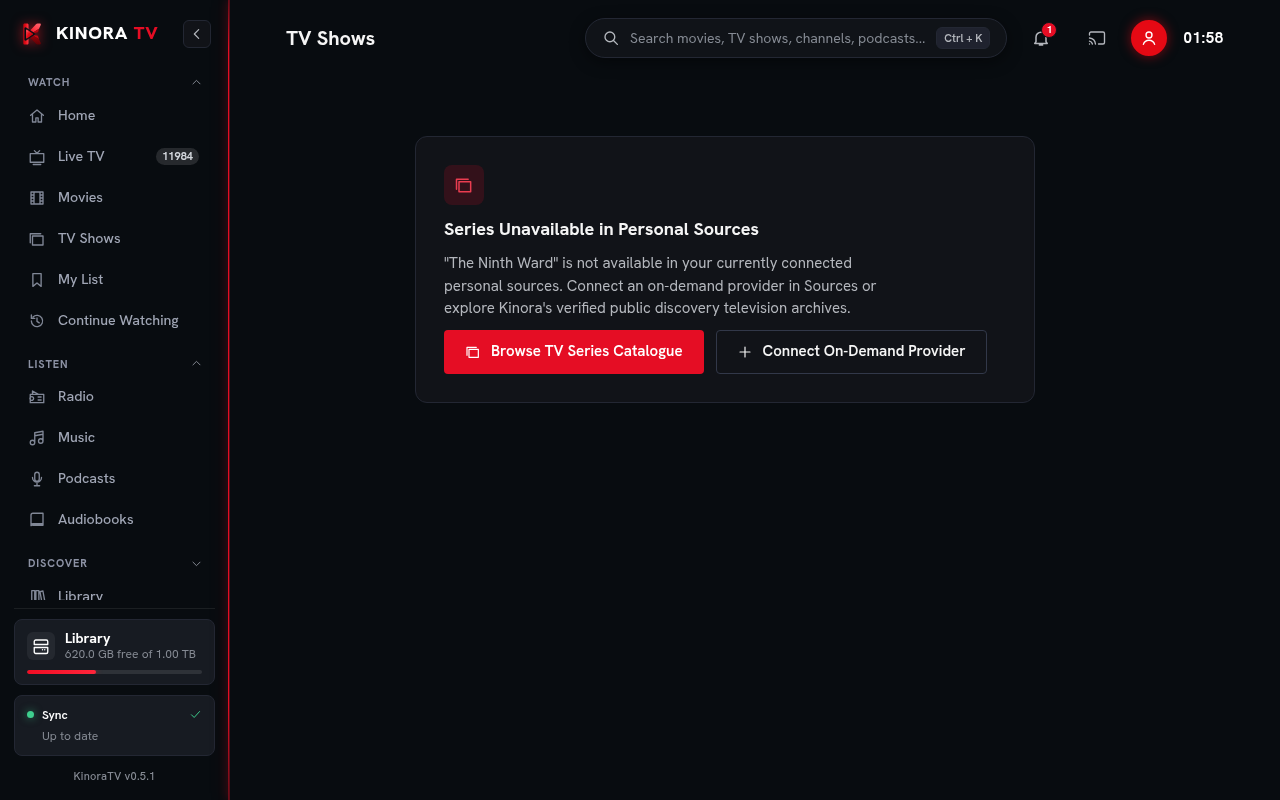 KINORA TV
WATCH
Home
Live TV 11984
Movies
TV Shows
My List
Continue Watching
LISTEN
Radio
Music
Podcasts
Audiobooks
DISCOVER
Library
Library
620.0 GB free of 1.00 TB
Sync
Up to date
KinoraTV v0.5.1
TV Shows
Search movies, TV shows, channels, podcasts... Ctrl + K
1
01:58
Series Unavailable in Personal Sources
"The Ninth Ward" is not available in your currently connected
personal sources. Connect an on-demand provider in Sources or
explore Kinora's verified public discovery television archives.
Browse TV Series Catalogue
Connect On-Demand Provider